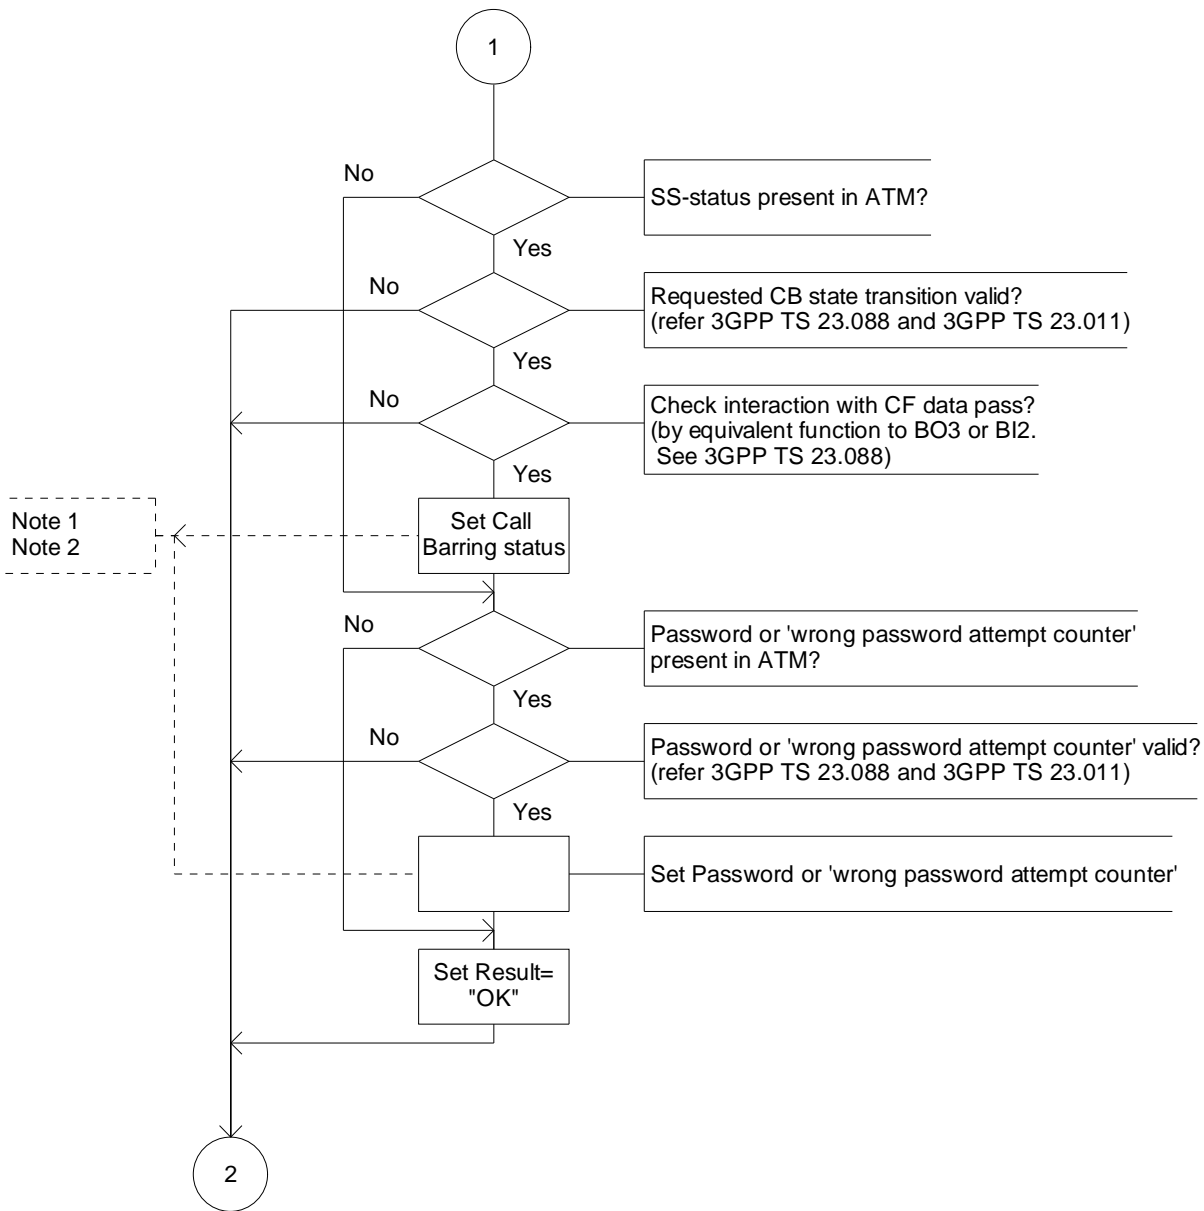 1
No
SS-status present in ATM?
Yes
No
Requested CB state transition valid?
(refer 3GPP TS 23.088 and 3GPP TS 23.011)
Yes
No
Check interaction with CF data pass?
(by equivalent function to BO3 or BI2.
See 3GPP TS 23.088)
Yes
Note 1
Note 2
Set Call
Barring status
No
Password or 'wrong password attempt counter'
present in ATM?
Yes
No
Password or 'wrong password attempt counter' valid?
(refer 3GPP TS 23.088 and 3GPP TS 23.011)
Yes
Set Password or 'wrong password attempt counter'
Set Result=
"OK"
2